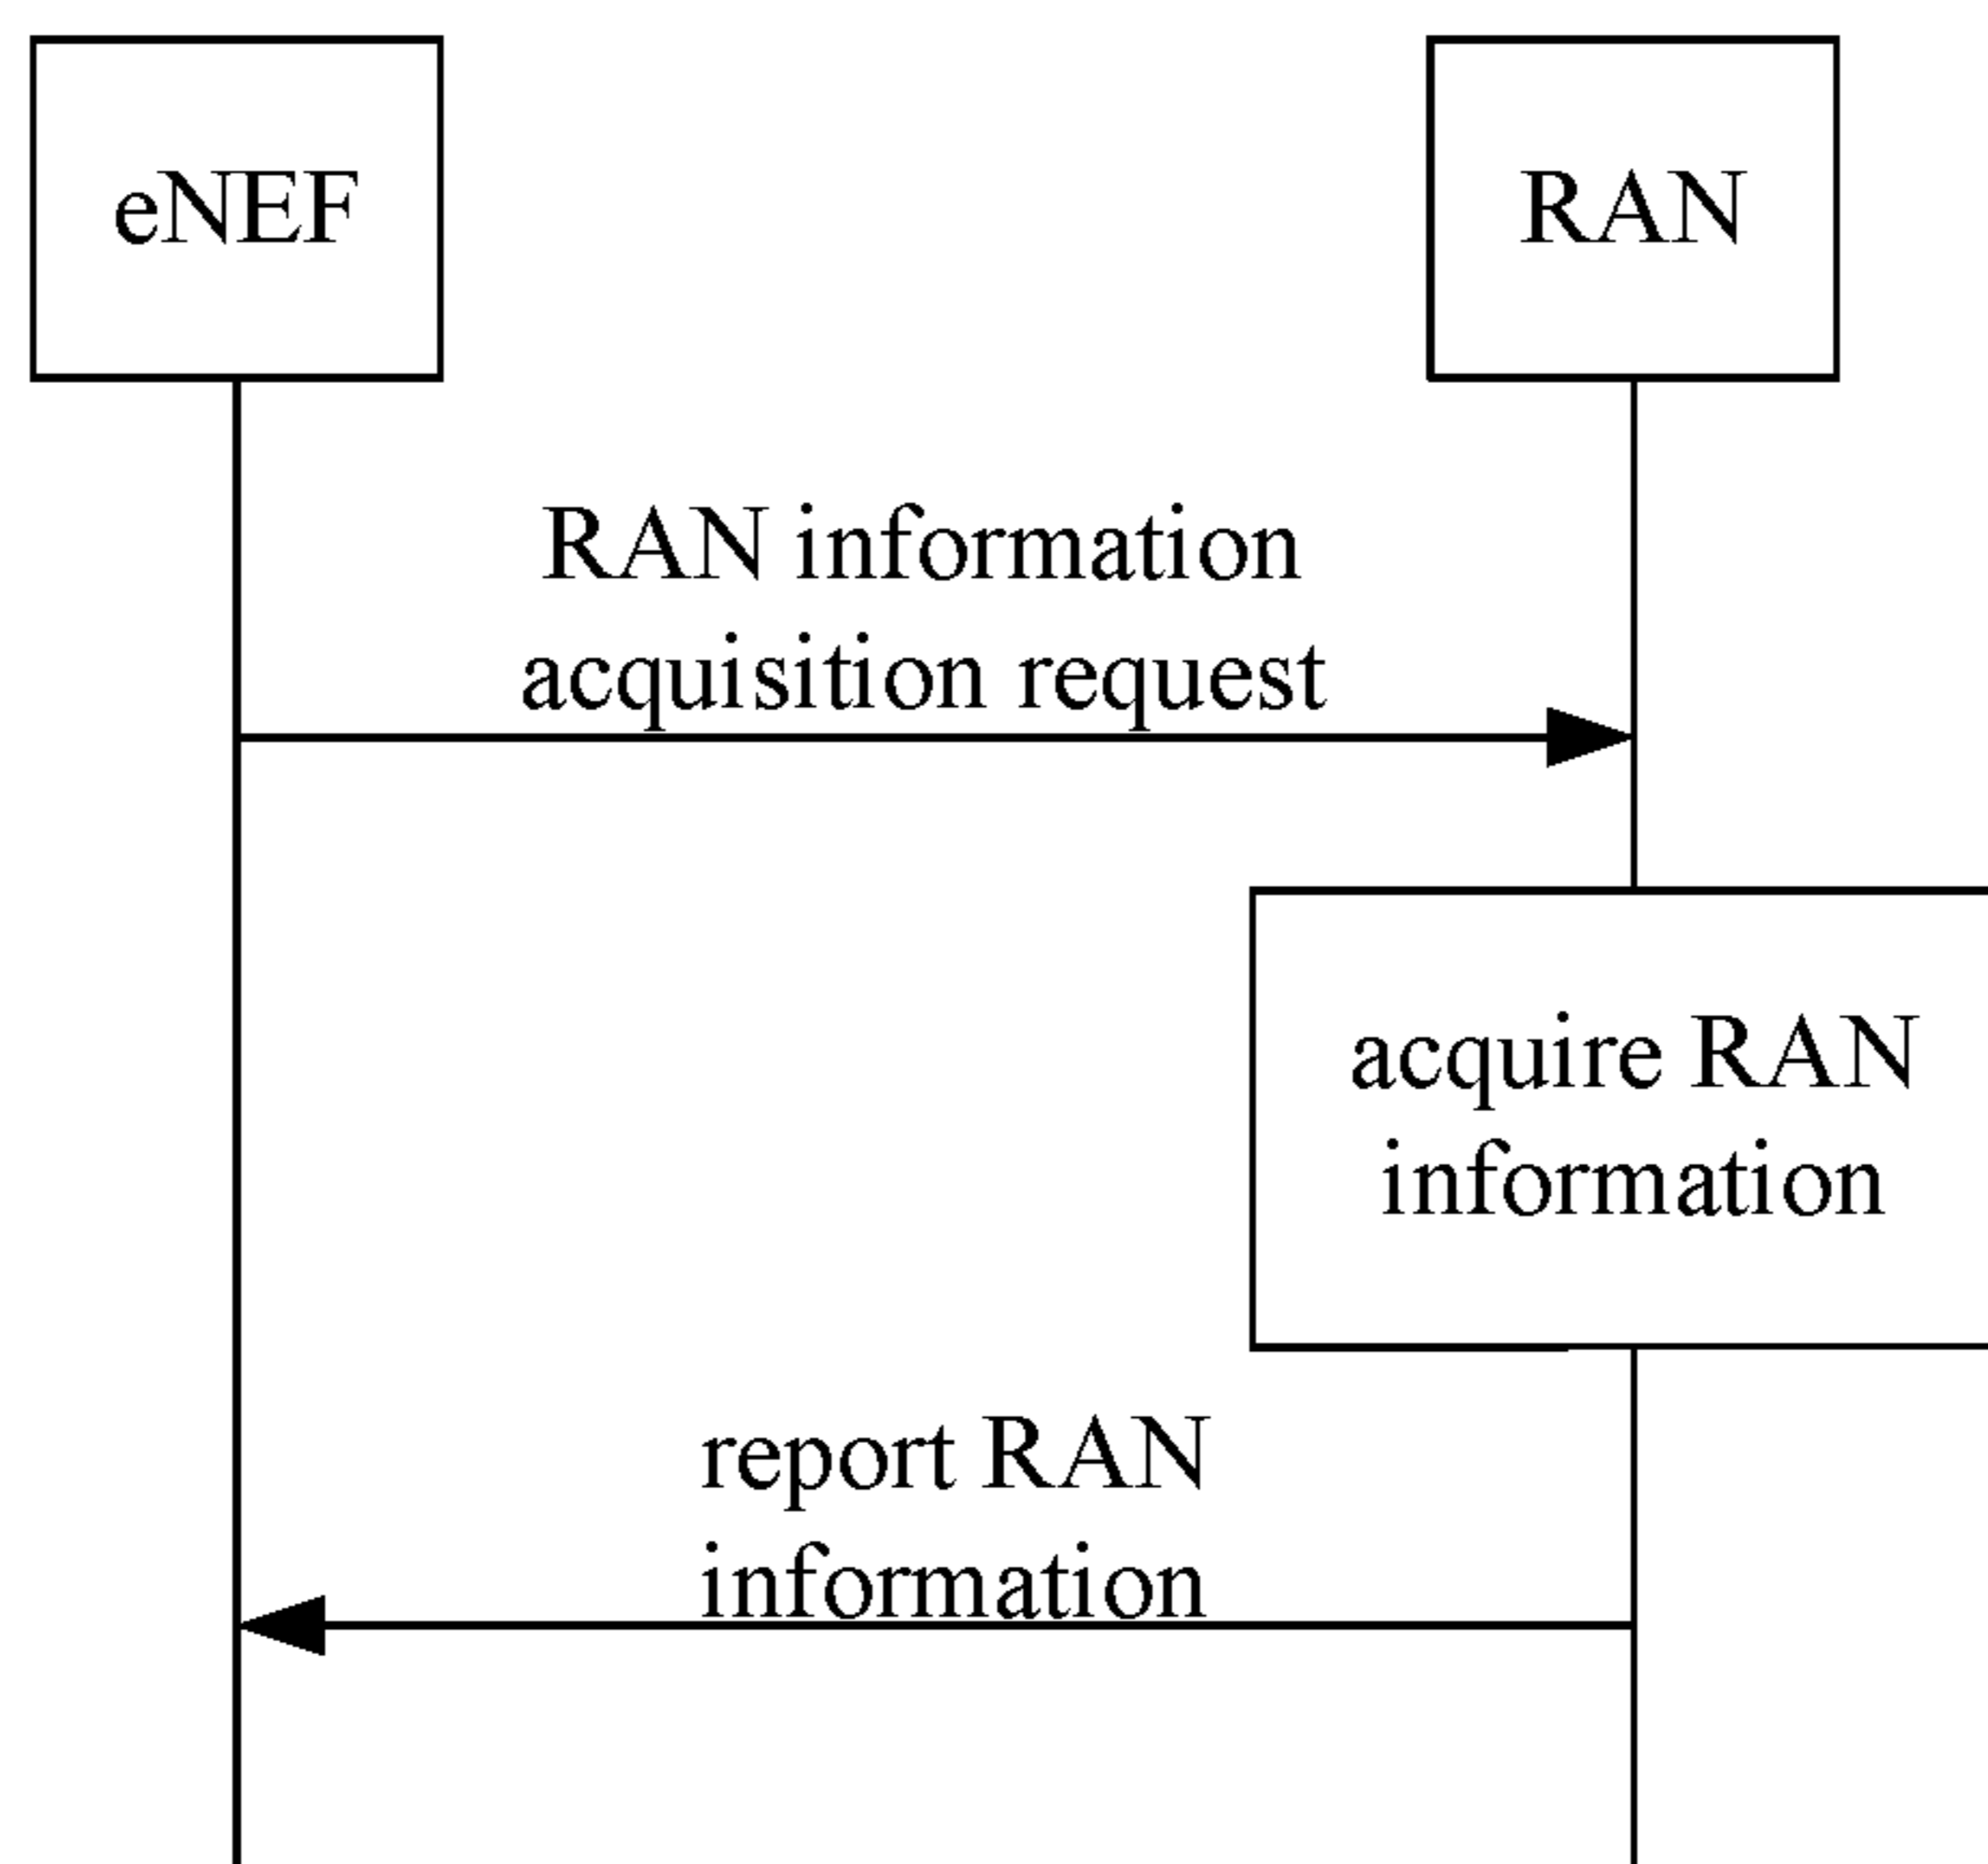 eNEF
RAN
RAN information
acquisition request
acquire RAN
information
report RAN
information